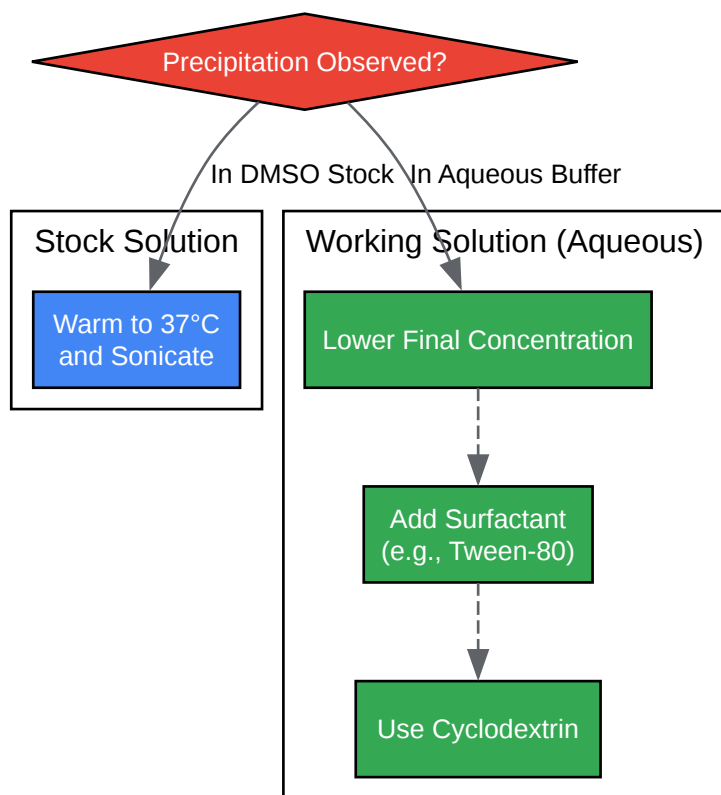 Precipitation Observed?
In DMSO Stock
In Aqueous Buffer
Stock Solution
Working Solution (Aqueous)
Warm to 37°C
and Sonicate
Lower Final Concentration
Add Surfactant
(e.g., Tween-80)
Use Cyclodextrin